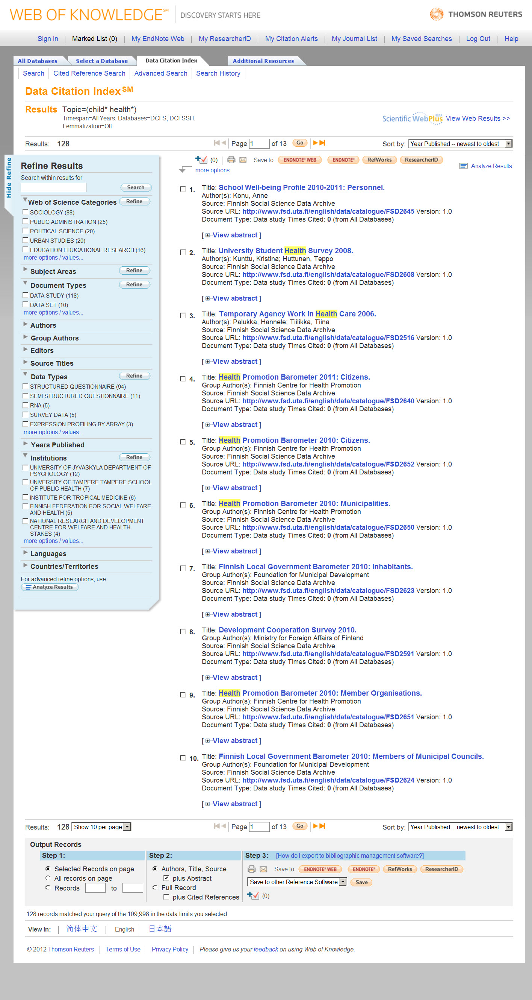 WEB OF KNOWLEDGE℠ DISCOVERY STARTS HERE
THOMSON REUTERS
Sign In Marked List (0) My EndNote Web My ResearcherID My Citation Alerts My Journal List My Saved Searches Log Out Help
All Databases Select a Database Data Citation Index Additional Resources
Search Cited Reference Search Advanced Search Search History
Data Citation Index℠
Results Topic=(child* health*)
Timespan=All Years. Databases=DCI-S, DCI-SSH.
Lemmatization=Off
Scientific WebPlus BETA View Web Results >>
Results: 128 Page 1 of 13 Go Sort by: Year Published -- newest to oldest
Hide Refine
Refine Results
Search within results for
Search
Web of Science Categories Refine
SOCIOLOGY (88)
PUBLIC ADMINISTRATION (25)
POLITICAL SCIENCE (20)
URBAN STUDIES (20)
EDUCATION EDUCATIONAL RESEARCH (16)
more options / values...
Subject Areas Refine
Document Types Refine
DATA STUDY (118)
DATA SET (10)
more options / values...
Authors
Group Authors
Editors
Source Titles
Data Types Refine
STRUCTURED QUESTIONNAIRE (94)
SEMI STRUCTURED QUESTIONNAIRE (11)
RNA (5)
SURVEY DATA (5)
EXPRESSION PROFILING BY ARRAY (3)
more options / values...
Years Published
Institutions Refine
UNIVERSITY OF JYVASKYLA DEPARTMENT OF
PSYCHOLOGY (12)
UNIVERSITY OF TAMPERE TAMPERE SCHOOL
OF PUBLIC HEALTH (7)
INSTITUTE FOR TROPICAL MEDICINE (6)
FINNISH FEDERATION FOR SOCIAL WELFARE
AND HEALTH (5)
NATIONAL RESEARCH AND DEVELOPMENT
CENTRE FOR WELFARE AND HEALTH
STAKES (4)
more options / values...
Languages
Countries/Territories
For advanced refine options, use
Analyze Results
(0) Save to: ENDNOTE® WEB ENDNOTE® RefWorks ResearcherID
more options
Analyze Results
1. Title: School Well-being Profile 2010-2011: Personnel.
Author(s): Konu, Anne
Source: Finnish Social Science Data Archive
Source URL: http://www.fsd.uta.fi/english/data/catalogue/FSD2645 Version: 1.0
Document Type: Data study Times Cited: 0 (from All Databases)
[ View abstract ]
2. Title: University Student Health Survey 2008.
Author(s): Kunttu, Kristina; Huttunen, Teppo
Source: Finnish Social Science Data Archive
Source URL: http://www.fsd.uta.fi/english/data/catalogue/FSD2608 Version: 1.0
Document Type: Data study Times Cited: 0 (from All Databases)
[ View abstract ]
3. Title: Temporary Agency Work in Health Care 2006.
Author(s): Palukka, Hannele; Tiilikka, Tiina
Source: Finnish Social Science Data Archive
Source URL: http://www.fsd.uta.fi/english/data/catalogue/FSD2516 Version: 1.0
Document Type: Data study Times Cited: 0 (from All Databases)
[ View abstract ]
4. Title: Health Promotion Barometer 2011: Citizens.
Group Author(s): Finnish Centre for Health Promotion
Source: Finnish Social Science Data Archive
Source URL: http://www.fsd.uta.fi/english/data/catalogue/FSD2640 Version: 1.0
Document Type: Data study Times Cited: 0 (from All Databases)
[ View abstract ]
5. Title: Health Promotion Barometer 2010: Citizens.
Group Author(s): Finnish Centre for Health Promotion
Source: Finnish Social Science Data Archive
Source URL: http://www.fsd.uta.fi/english/data/catalogue/FSD2652 Version: 1.0
Document Type: Data study Times Cited: 0 (from All Databases)
[ View abstract ]
6. Title: Health Promotion Barometer 2010: Municipalities.
Group Author(s): Finnish Centre for Health Promotion
Source: Finnish Social Science Data Archive
Source URL: http://www.fsd.uta.fi/english/data/catalogue/FSD2650 Version: 1.0
Document Type: Data study Times Cited: 0 (from All Databases)
[ View abstract ]
7. Title: Finnish Local Government Barometer 2010: Inhabitants.
Group Author(s): Foundation for Municipal Development
Source: Finnish Social Science Data Archive
Source URL: http://www.fsd.uta.fi/english/data/catalogue/FSD2623 Version: 1.0
Document Type: Data study Times Cited: 0 (from All Databases)
[ View abstract ]
8. Title: Development Cooperation Survey 2010.
Group Author(s): Ministry for Foreign Affairs of Finland
Source: Finnish Social Science Data Archive
Source URL: http://www.fsd.uta.fi/english/data/catalogue/FSD2591 Version: 1.0
Document Type: Data study Times Cited: 0 (from All Databases)
[ View abstract ]
9. Title: Health Promotion Barometer 2010: Member Organisations.
Group Author(s): Finnish Centre for Health Promotion
Source: Finnish Social Science Data Archive
Source URL: http://www.fsd.uta.fi/english/data/catalogue/FSD2651 Version: 1.0
Document Type: Data study Times Cited: 0 (from All Databases)
[ View abstract ]
10. Title: Finnish Local Government Barometer 2010: Members of Municipal Councils.
Group Author(s): Foundation for Municipal Development
Source: Finnish Social Science Data Archive
Source URL: http://www.fsd.uta.fi/english/data/catalogue/FSD2624 Version: 1.0
Document Type: Data study Times Cited: 0 (from All Databases)
[ View abstract ]
Results: 128 Show 10 per page Page 1 of 13 Go Sort by: Year Published -- newest to oldest
Output Records
Step 1:
Selected Records on page
All records on page
Records to
Step 2:
Authors, Title, Source
plus Abstract
Full Record
plus Cited References
Step 3: [How do I export to bibliographic management software?]
Save to: ENDNOTE® WEB ENDNOTE® RefWorks ResearcherID
Save to other Reference Software Save
(0)
128 records matched your query of the 109,998 in the data limits you selected.
View in: 简体中文 English 日本語
© 2012 Thomson Reuters Terms of Use Privacy Policy Please give us your feedback on using Web of Knowledge.